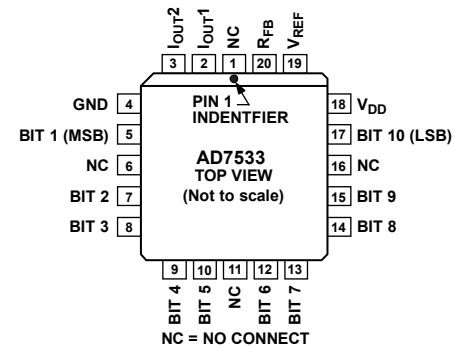 IOUT2
IOUT1
NC
RFB
VREF
3 2 1 20 19
GND 4
BIT 1 (MSB) 5
NC 6
BIT 2 7
BIT 3 8
PIN 1
INDENTFIER
AD7533
TOP VIEW
(Not to scale)
18 VDD
17 BIT 10 (LSB)
16 NC
15 BIT 9
14 BIT 8
9 10 11 12 13
BIT 4
BIT 5
NC
BIT 6
BIT 7
NC = NO CONNECT